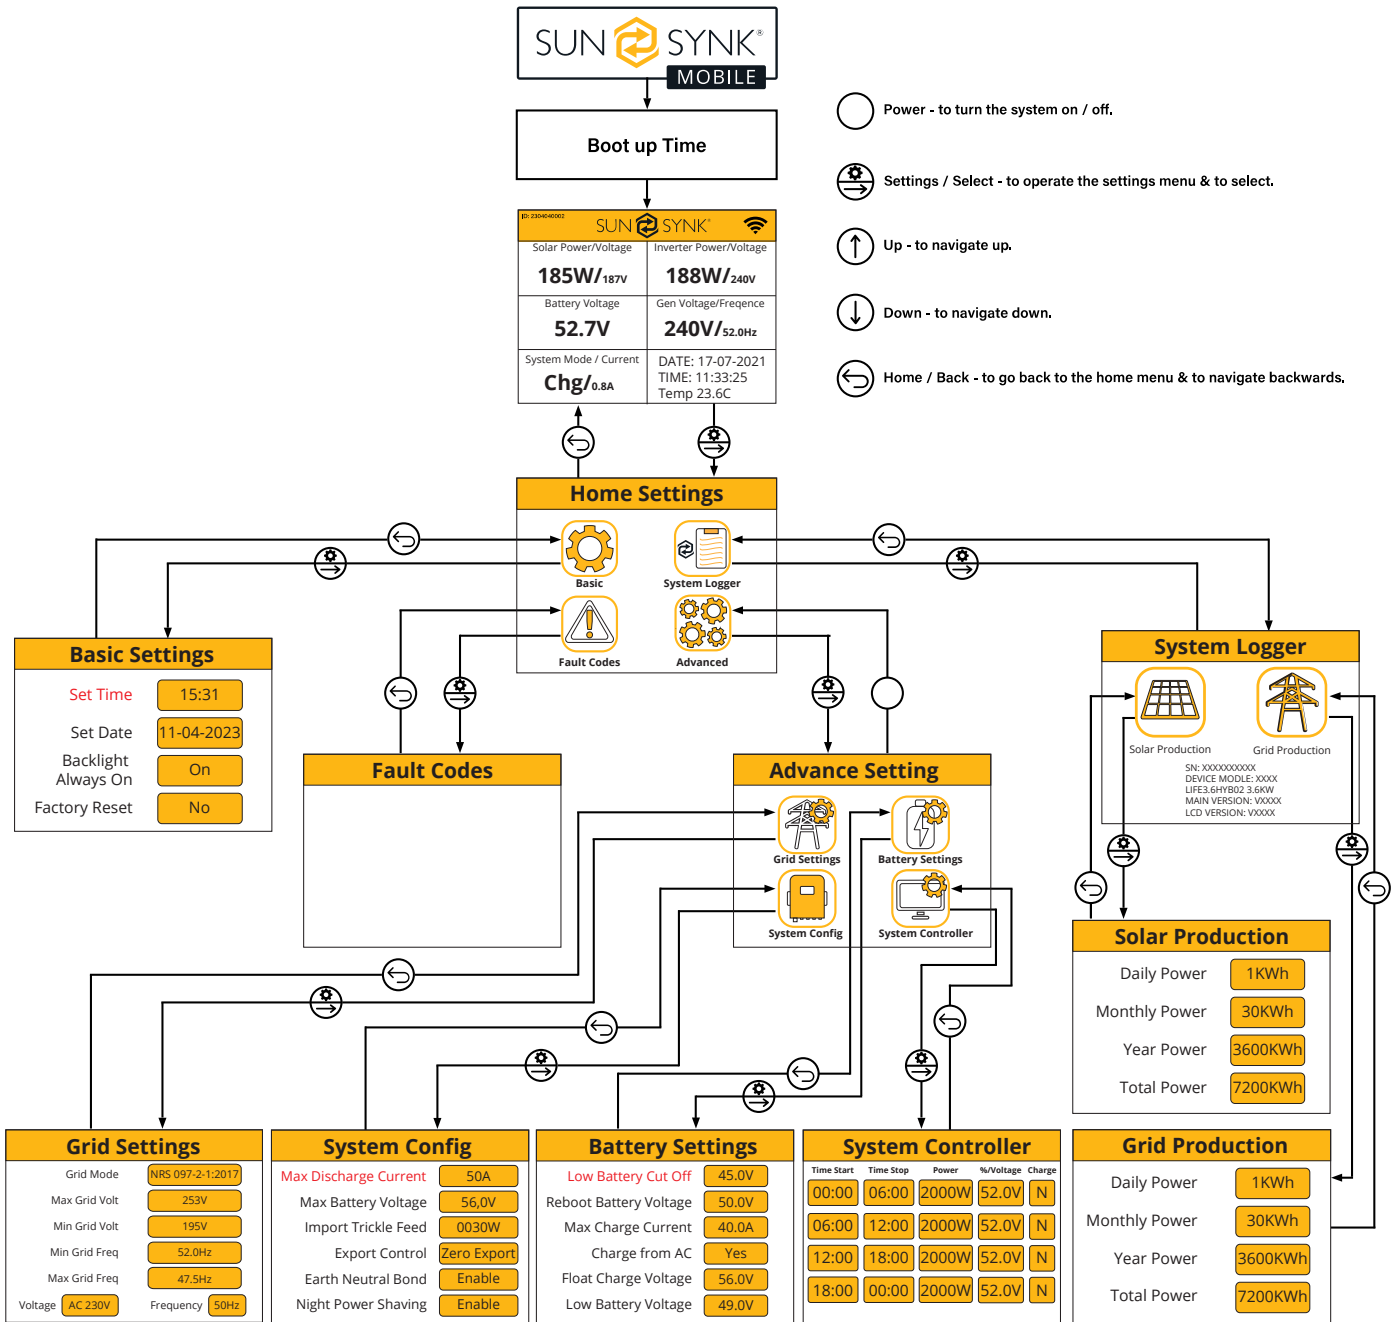 SUN SYNK®
MOBILE
Boot up Time
Power - to turn the system on / off.
Settings / Select - to operate the settings menu & to select.
Up - to navigate up.
Down - to navigate down.
Home / Back - to go back to the home menu & to navigate backwards.
ID: 2304040002
SUN SYNK®
Solar Power/Voltage
185W/187V
Inverter Power/Voltage
188W/240V
Battery Voltage
52.7V
Gen Voltage/Freqence
240V/52.0Hz
System Mode / Current
Chg/0.8A
DATE: 17-07-2021
TIME: 11:33:25
Temp 23.6C
Home Settings
Basic
System Logger
Fault Codes
Advanced
Basic Settings
Set Time 15:31
Set Date 11-04-2023
Backlight
Always On On
Factory Reset No
Fault Codes
Advance Setting
Grid Settings
Battery Settings
System Config
System Controller
System Logger
Solar Production
Grid Production
SN: XXXXXXXXXX
DEVICE MODLE: XXXX
LIFE3.6HYB02 3.6KW
MAIN VERSION: VXXXX
LCD VERSION: VXXXX
Solar Production
Daily Power 1KWh
Monthly Power 30KWh
Year Power 3600KWh
Total Power 7200KWh
Grid Settings
Grid Mode NRS 097-2-1:2017
Max Grid Volt 253V
Min Grid Volt 195V
Min Grid Freq 52.0Hz
Max Grid Freq 47.5Hz
Voltage AC 230V Frequency 50Hz
System Config
Max Discharge Current 50A
Max Battery Voltage 56,0V
Import Trickle Feed 0030W
Export Control Zero Export
Earth Neutral Bond Enable
Night Power Shaving Enable
Battery Settings
Low Battery Cut Off 45.0V
Reboot Battery Voltage 50.0V
Max Charge Current 40.0A
Charge from AC Yes
Float Charge Voltage 56.0V
Low Battery Voltage 49.0V
System Controller
Time Start Time Stop Power %/Voltage Charge
00:00 06:00 2000W 52.0V N
06:00 12:00 2000W 52.0V N
12:00 18:00 2000W 52.0V N
18:00 00:00 2000W 52.0V N
Grid Production
Daily Power 1KWh
Monthly Power 30KWh
Year Power 3600KWh
Total Power 7200KWh